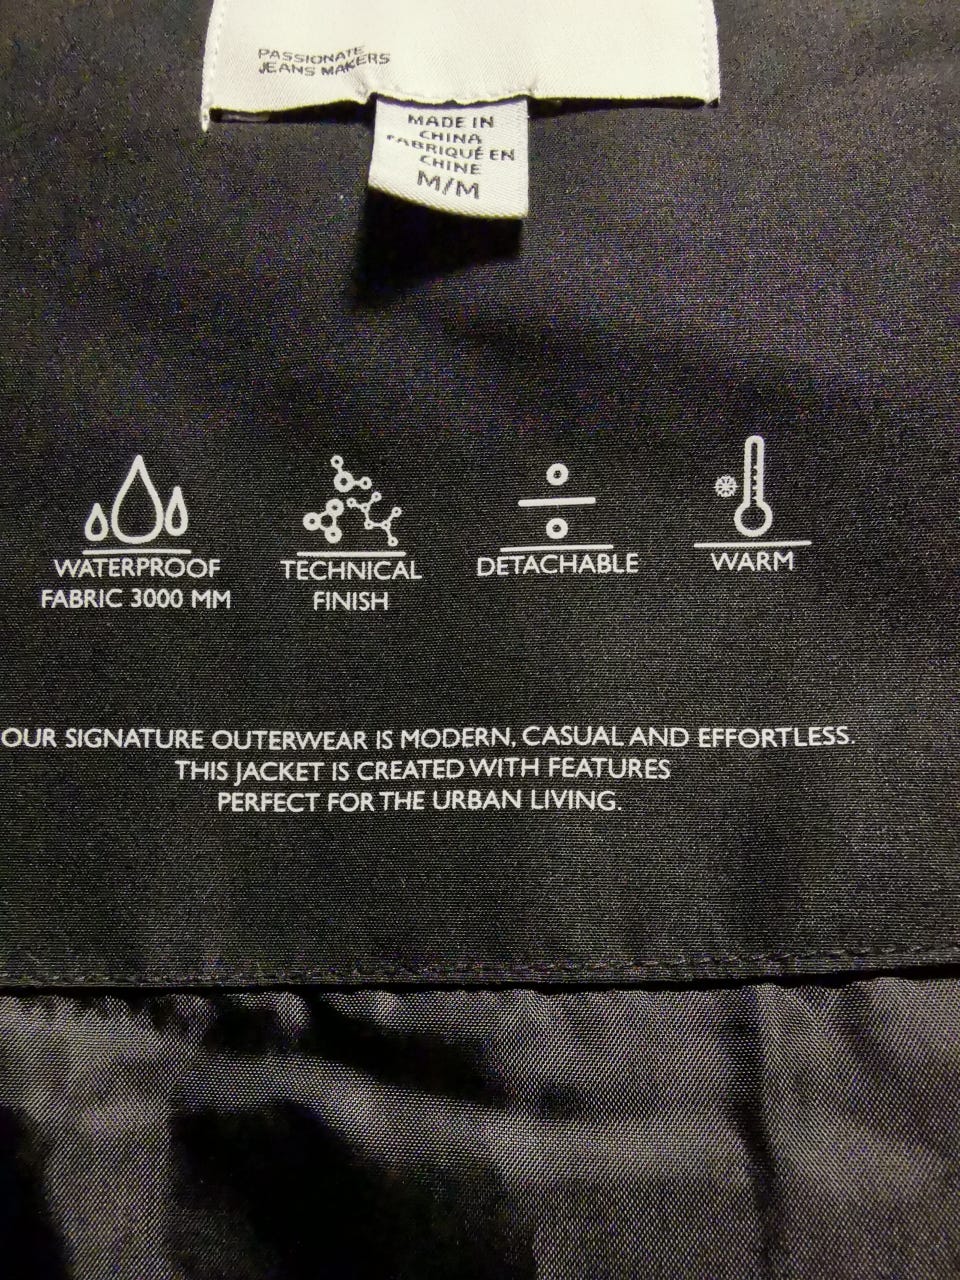 PASSIONATE
JEANS MAKERS
MADE IN
CHINA
FABRIQUÉ EN
CHINE
M/M
WATERPROOF
FABRIC 3000 MM
TECHNICAL
FINISH
DETACHABLE
WARM
OUR SIGNATURE OUTERWEAR IS MODERN, CASUAL AND EFFORTLESS.
THIS JACKET IS CREATED WITH FEATURES
PERFECT FOR THE URBAN LIVING.